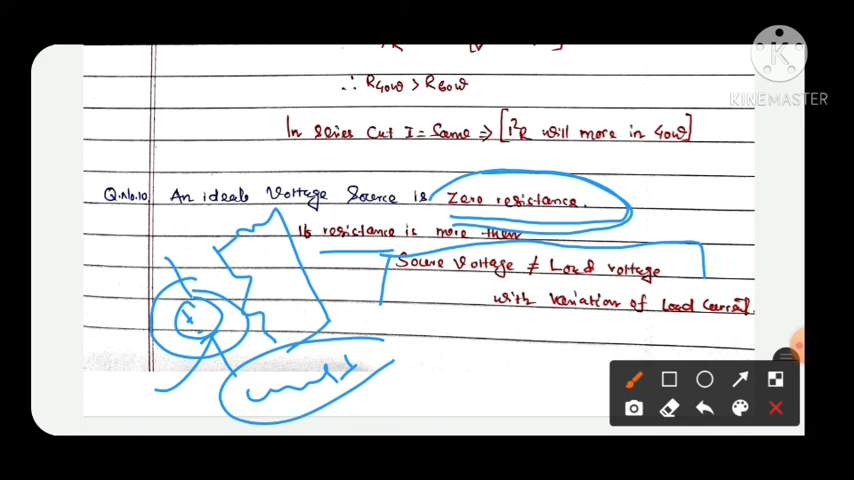 ∴ R40w > R60w
KINEMASTER
In Series Cut I = Same ⇒ [I²R will more in 40w]
Q.No.10 An ideal Voltage Source is Zero resistance.
If resistance is more then
Source Voltage ≠ Load voltage
with variation of Load Current.